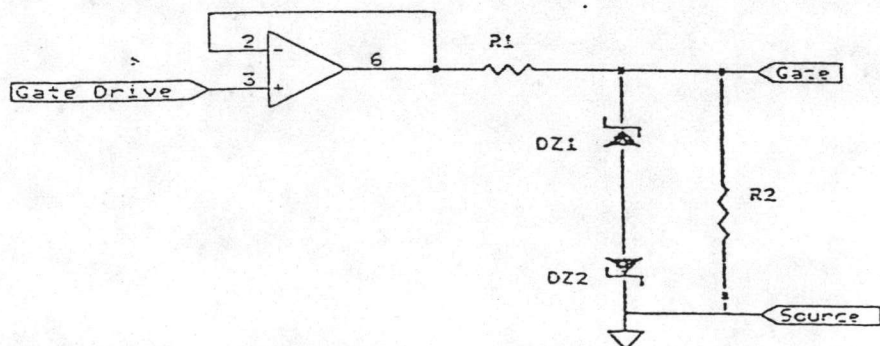 R1
2
6
Gate
Gate Drive
3
DZ1
R2
DZ2
Source